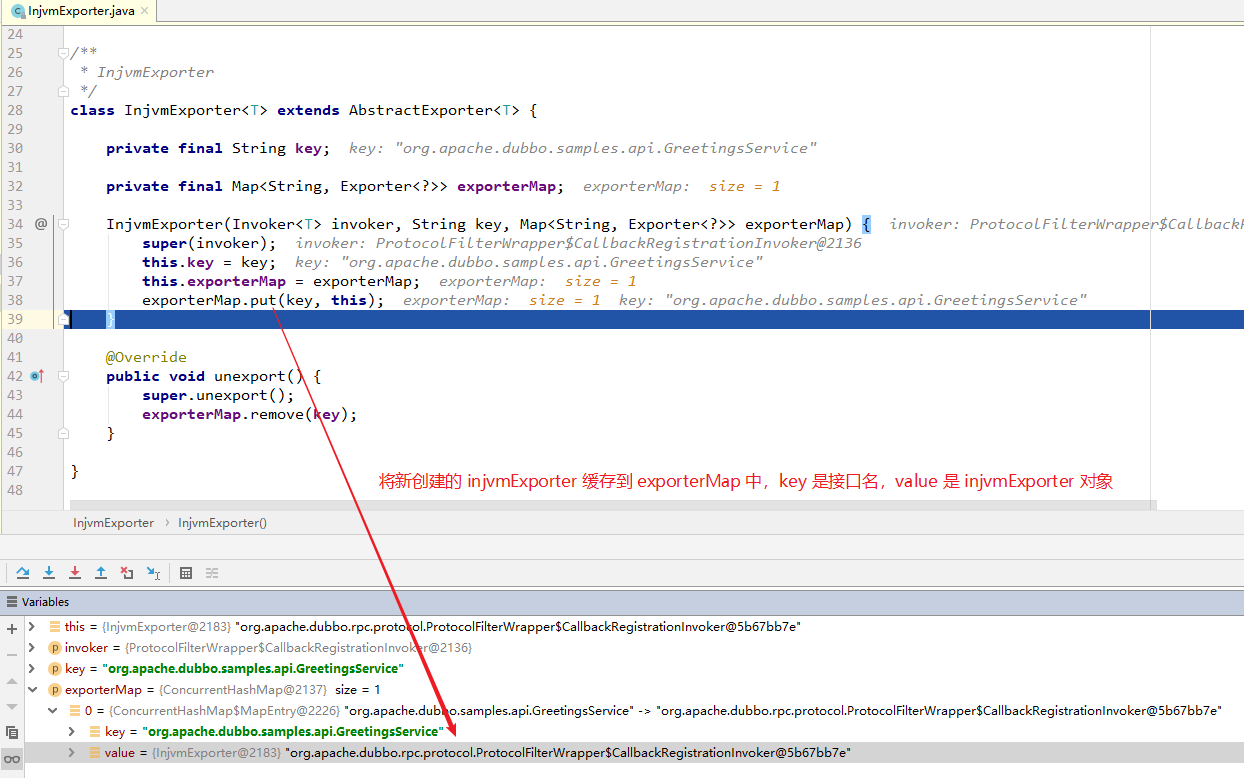 InjvmExporter.java
24
25 /**
26 * InjvmExporter
27 */
28 class InjvmExporter<T> extends AbstractExporter<T> {
29
30 private final String key; key: "org.apache.dubbo.samples.api.GreetingsService"
31
32 private final Map<String, Exporter<?>> exporterMap; exporterMap: size = 1
33
34 @ InjvmExporter(Invoker<T> invoker, String key, Map<String, Exporter<?>> exporterMap) { invoker: ProtocolFilterWrapper$CallbackR
35 super(invoker); invoker: ProtocolFilterWrapper$CallbackRegistrationInvoker@2136
36 this.key = key; key: "org.apache.dubbo.samples.api.GreetingsService"
37 this.exporterMap = exporterMap; exporterMap: size = 1
38 exporterMap.put(key, this); exporterMap: size = 1 key: "org.apache.dubbo.samples.api.GreetingsService"
39 }
40
41 @Override
42 public void unexport() {
43 super.unexport();
44 exporterMap.remove(key);
45 }
46
47 }
48
将新创建的 injvmExporter 缓存到 exporterMap 中，key 是接口名，value 是 injvmExporter 对象
InjvmExporter › InjvmExporter()
Variables
this = {InjvmExporter@2183} "org.apache.dubbo.rpc.protocol.ProtocolFilterWrapper$CallbackRegistrationInvoker@5b67bb7e"
p invoker = {ProtocolFilterWrapper$CallbackRegistrationInvoker@2136}
p key = "org.apache.dubbo.samples.api.GreetingsService"
p exporterMap = {ConcurrentHashMap@2137} size = 1
0 = {ConcurrentHashMap$MapEntry@2226} "org.apache.dubbo.samples.api.GreetingsService" -> "org.apache.dubbo.rpc.protocol.ProtocolFilterWrapper$CallbackRegistrationInvoker@5b67bb7e"
key = "org.apache.dubbo.samples.api.GreetingsService"
value = {InjvmExporter@2183} "org.apache.dubbo.rpc.protocol.ProtocolFilterWrapper$CallbackRegistrationInvoker@5b67bb7e"